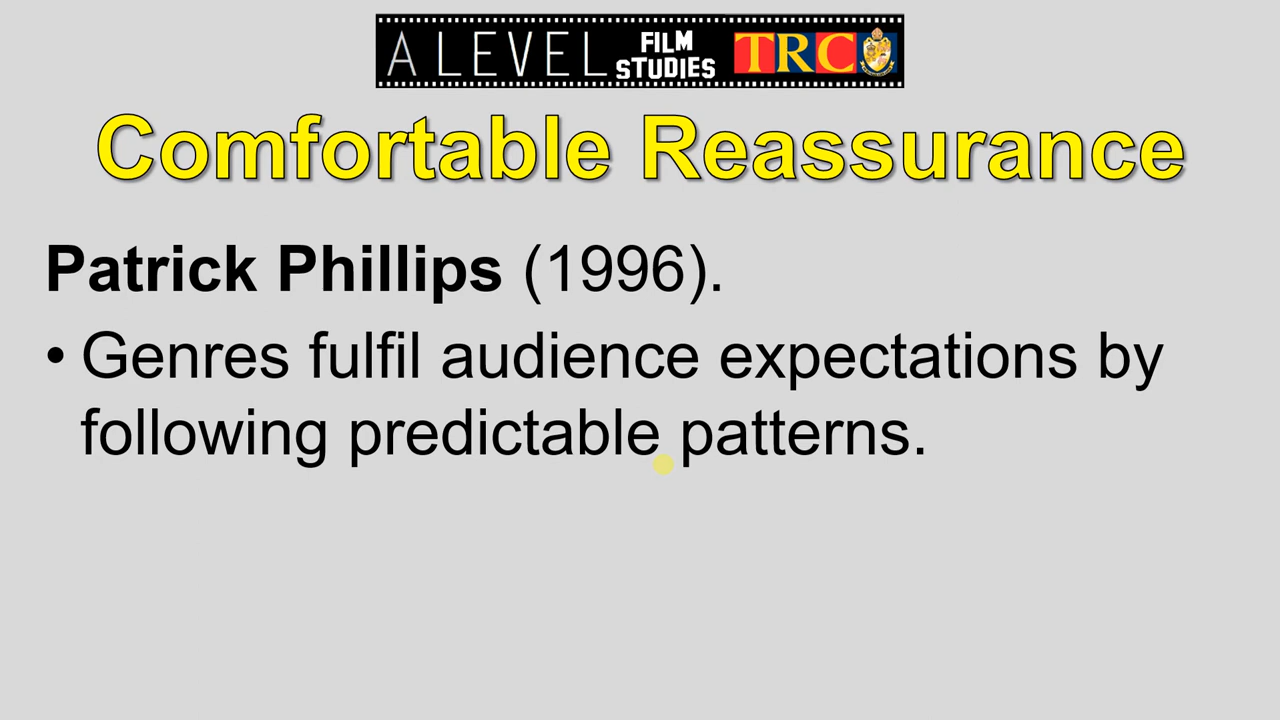 A LEVEL FILM STUDIES TRC
Comfortable Reassurance
Patrick Phillips (1996).
• Genres fulfil audience expectations by
following predictable patterns.